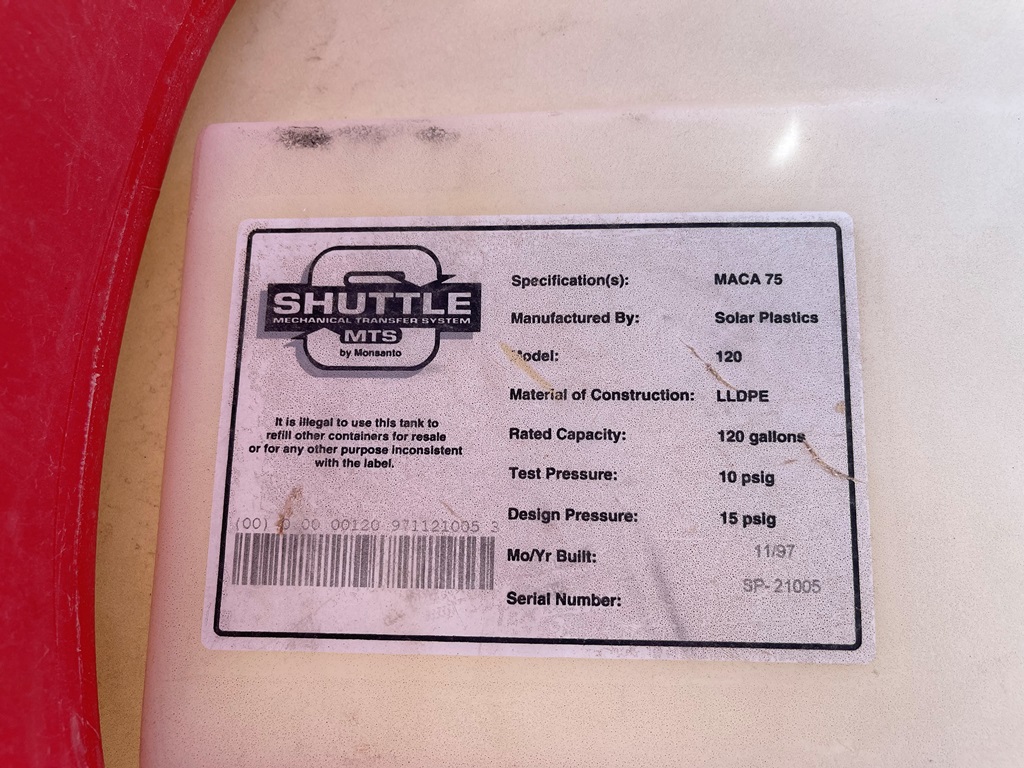 SHUTTLE
MECHANICAL TRANSFER SYSTEM
MTS
by Monsanto
It is illegal to use this tank to
refill other containers for resale
or for any other purpose inconsistent
with the label.
(00) 0 00 00120 971121005 3
Specification(s): MACA 75
Manufactured By: Solar Plastics
Model: 120
Material of Construction: LLDPE
Rated Capacity: 120 gallons
Test Pressure: 10 psig
Design Pressure: 15 psig
Mo/Yr Built: 11/97
Serial Number: SP-21005